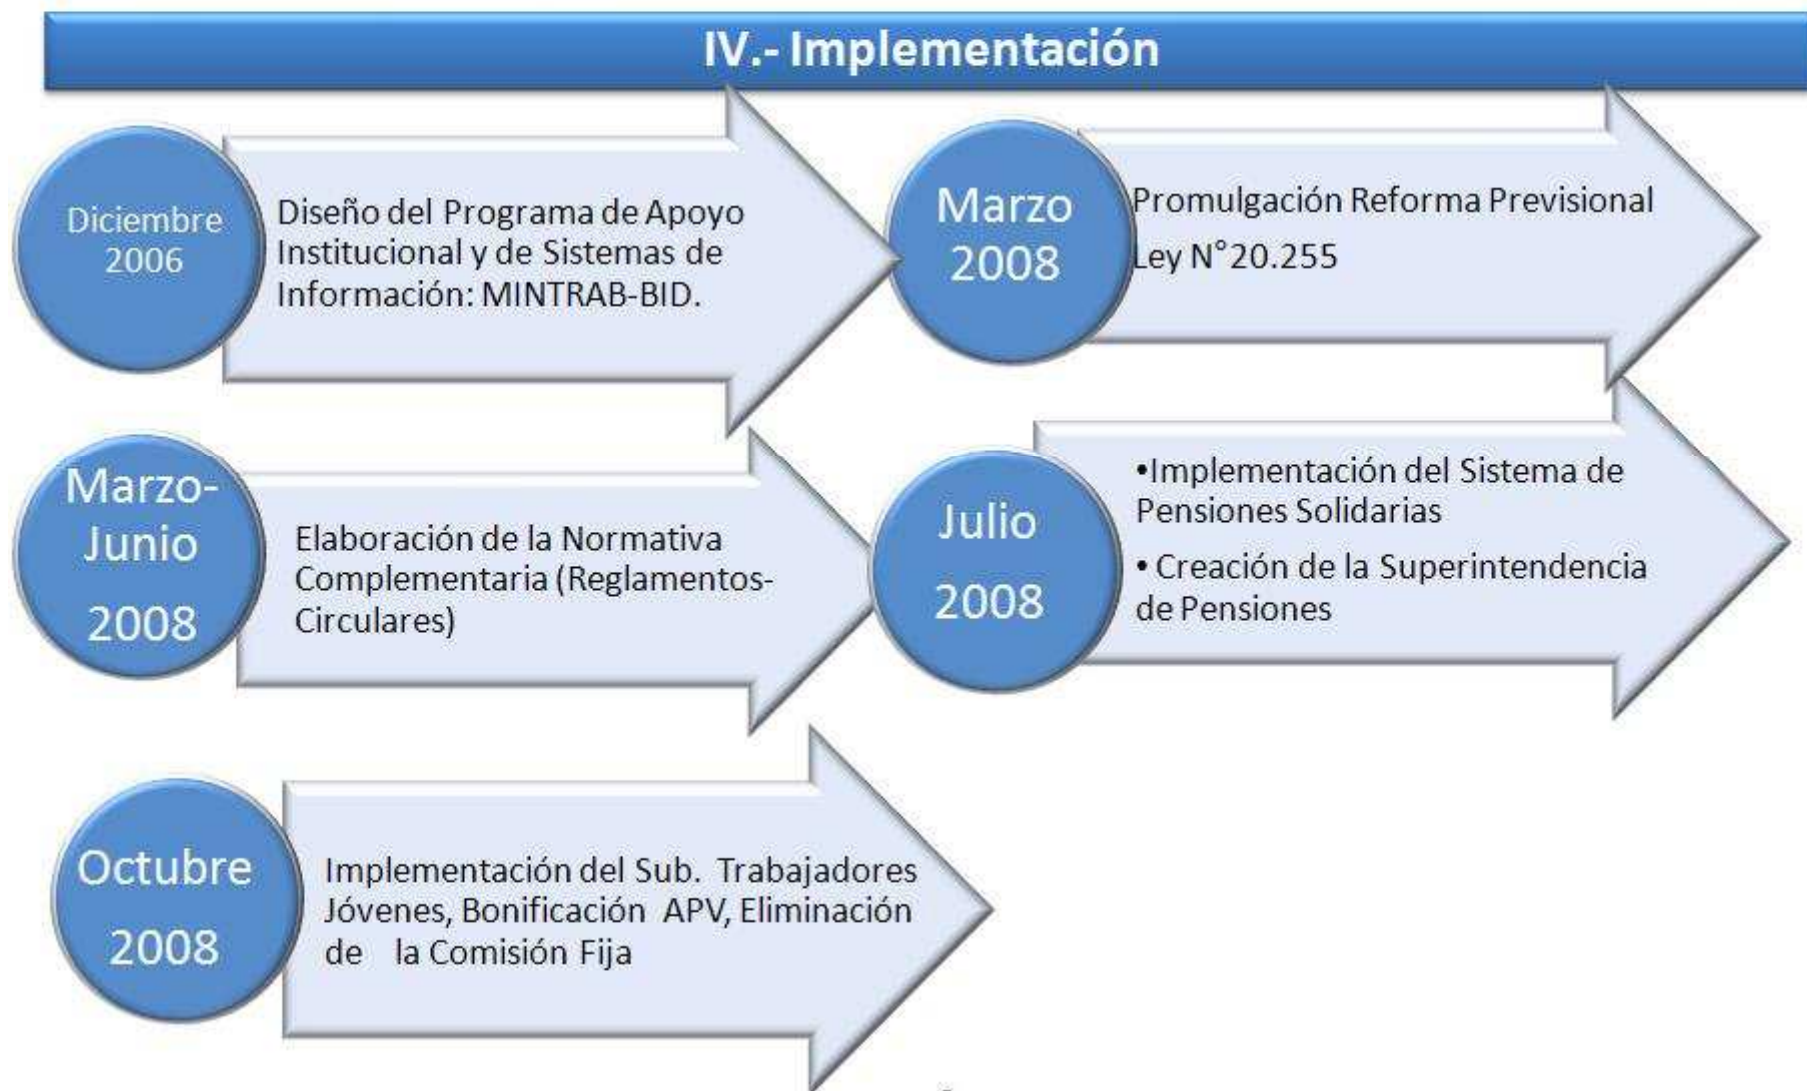 IV.- Implementación
Diciembre
2006
Diseño del Programa de Apoyo
Institucional y de Sistemas de
Información: MINTRAB-BID.
Marzo
2008
Promulgación Reforma Previsional
Ley N°20.255
Marzo-
Junio
2008
Elaboración de la Normativa
Complementaria (Reglamentos-
Circulares)
Julio
2008
•Implementación del Sistema de
Pensiones Solidarias
• Creación de la Superintendencia
de Pensiones
Octubre
2008
Implementación del Sub. Trabajadores
Jóvenes, Bonificación APV, Eliminación
de la Comisión Fija